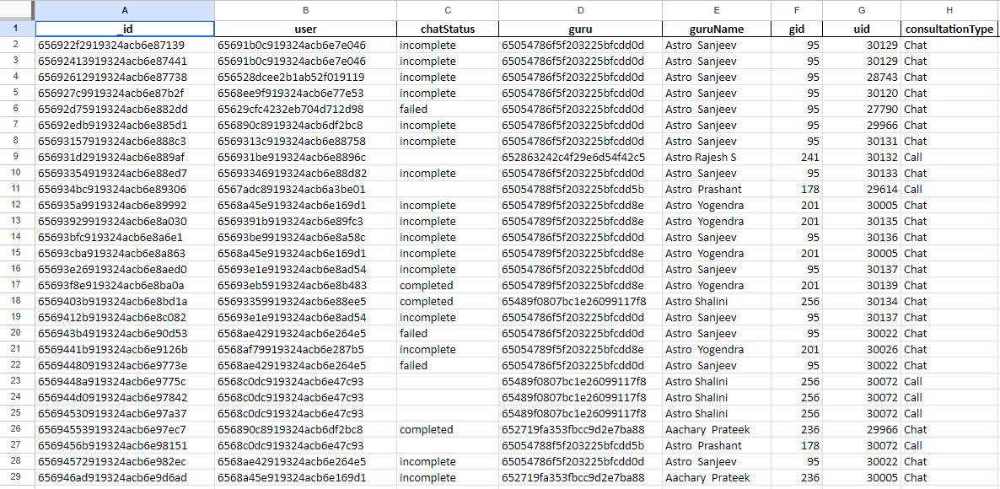 A B C D E F G H
1 _id user chatStatus guru guruName gid uid consultationType
2 656922f2919324acb6e87139 65691b0c919324acb6e7e046 incomplete 65054786f5f203225bfcdd0d Astro Sanjeev 95 30129 Chat
3 65692413919324acb6e87441 65691b0c919324acb6e7e046 incomplete 65054786f5f203225bfcdd0d Astro Sanjeev 95 30129 Chat
4 65692612919324acb6e87738 656528dcee2b1ab52f019119 incomplete 65054786f5f203225bfcdd0d Astro Sanjeev 95 28743 Chat
5 656927c9919324acb6e87b2f 6568ee9f919324acb6e77e53 incomplete 65054786f5f203225bfcdd0d Astro Sanjeev 95 30120 Chat
6 65692d75919324acb6e882dd 65629cfc4232eb704d712d98 failed 65054786f5f203225bfcdd0d Astro Sanjeev 95 27790 Chat
7 65692edb919324acb6e885d1 656890c8919324acb6df2bc8 incomplete 65054786f5f203225bfcdd0d Astro Sanjeev 95 29966 Chat
8 65693157919324acb6e888c3 6569313c919324acb6e88758 incomplete 65054786f5f203225bfcdd0d Astro Sanjeev 95 30131 Chat
9 656931d2919324acb6e889af 656931be919324acb6e8896c 652863242c4f29e6d54f42c5 Astro Rajesh S 241 30132 Call
10 65693354919324acb6e88ed7 65693346919324acb6e88d82 incomplete 65054786f5f203225bfcdd0d Astro Sanjeev 95 30133 Chat
11 656934bc919324acb6e89306 6567adc8919324acb6a3be01 65054788f5f203225bfcdd5b Astro Prashant 178 29614 Call
12 656935a9919324acb6e89992 6568a45e919324acb6e169d1 incomplete 65054789f5f203225bfcdd8e Astro Yogendra 201 30005 Chat
13 65693929919324acb6e8a030 6569391b919324acb6e89fc3 incomplete 65054789f5f203225bfcdd8e Astro Yogendra 201 30135 Chat
14 65693bfc919324acb6e8a6e1 65693be9919324acb6e8a58c incomplete 65054786f5f203225bfcdd0d Astro Sanjeev 95 30136 Chat
15 65693cba919324acb6e8a863 6568a45e919324acb6e169d1 incomplete 65054789f5f203225bfcdd8e Astro Yogendra 201 30005 Chat
16 65693e26919324acb6e8aed0 65693e1e919324acb6e8ad54 incomplete 65054786f5f203225bfcdd0d Astro Sanjeev 95 30137 Chat
17 65693f8e919324acb6e8ba0a 65693eb5919324acb6e8b483 completed 65054786f5f203225bfcdd0d Astro Yogendra 201 30139 Chat
18 6569403b919324acb6e8bd1a 65693359919324acb6e88ee5 completed 65489f0807bc1e26099117f8 Astro Shalini 256 30134 Chat
19 6569412b919324acb6e8c082 65693e1e919324acb6e8ad54 incomplete 65054786f5f203225bfcdd0d Astro Sanjeev 95 30137 Chat
20 656943b4919324acb6e90d53 6568ae42919324acb6e264e5 failed 65054786f5f203225bfcdd0d Astro Sanjeev 95 30022 Chat
21 6569441b919324acb6e9126b 6568af79919324acb6e287b5 incomplete 65054789f5f203225bfcdd8e Astro Yogendra 201 30026 Chat
22 65694480919324acb6e9773e 6568ae42919324acb6e264e5 failed 65054786f5f203225bfcdd0d Astro Sanjeev 95 30022 Chat
23 6569448a919324acb6e9775c 6568c0dc919324acb6e47c93 65489f0807bc1e26099117f8 Astro Shalini 256 30072 Call
24 656944d0919324acb6e97842 6568c0dc919324acb6e47c93 65489f0807bc1e26099117f8 Astro Shalini 256 30072 Call
25 65694530919324acb6e97a37 6568c0dc919324acb6e47c93 65489f0807bc1e26099117f8 Astro Shalini 256 30072 Call
26 65694553919324acb6e97ec7 656890c8919324acb6df2bc8 completed 652719fa353fbcc9d2e7ba88 Aachary Prateek 236 29966 Chat
27 6569456b919324acb6e98151 6568c0dc919324acb6e47c93 65054788f5f203225bfcdd5b Astro Prashant 178 30072 Call
28 65694572919324acb6e982ec 6568ae42919324acb6e264e5 incomplete 65054786f5f203225bfcdd0d Astro Sanjeev 95 30022 Chat
29 656946ad919324acb6e9d6ad 6568a45e919324acb6e169d1 incomplete 652719fa353fbcc9d2e7ba88 Aachary Prateek 236 30005 Chat